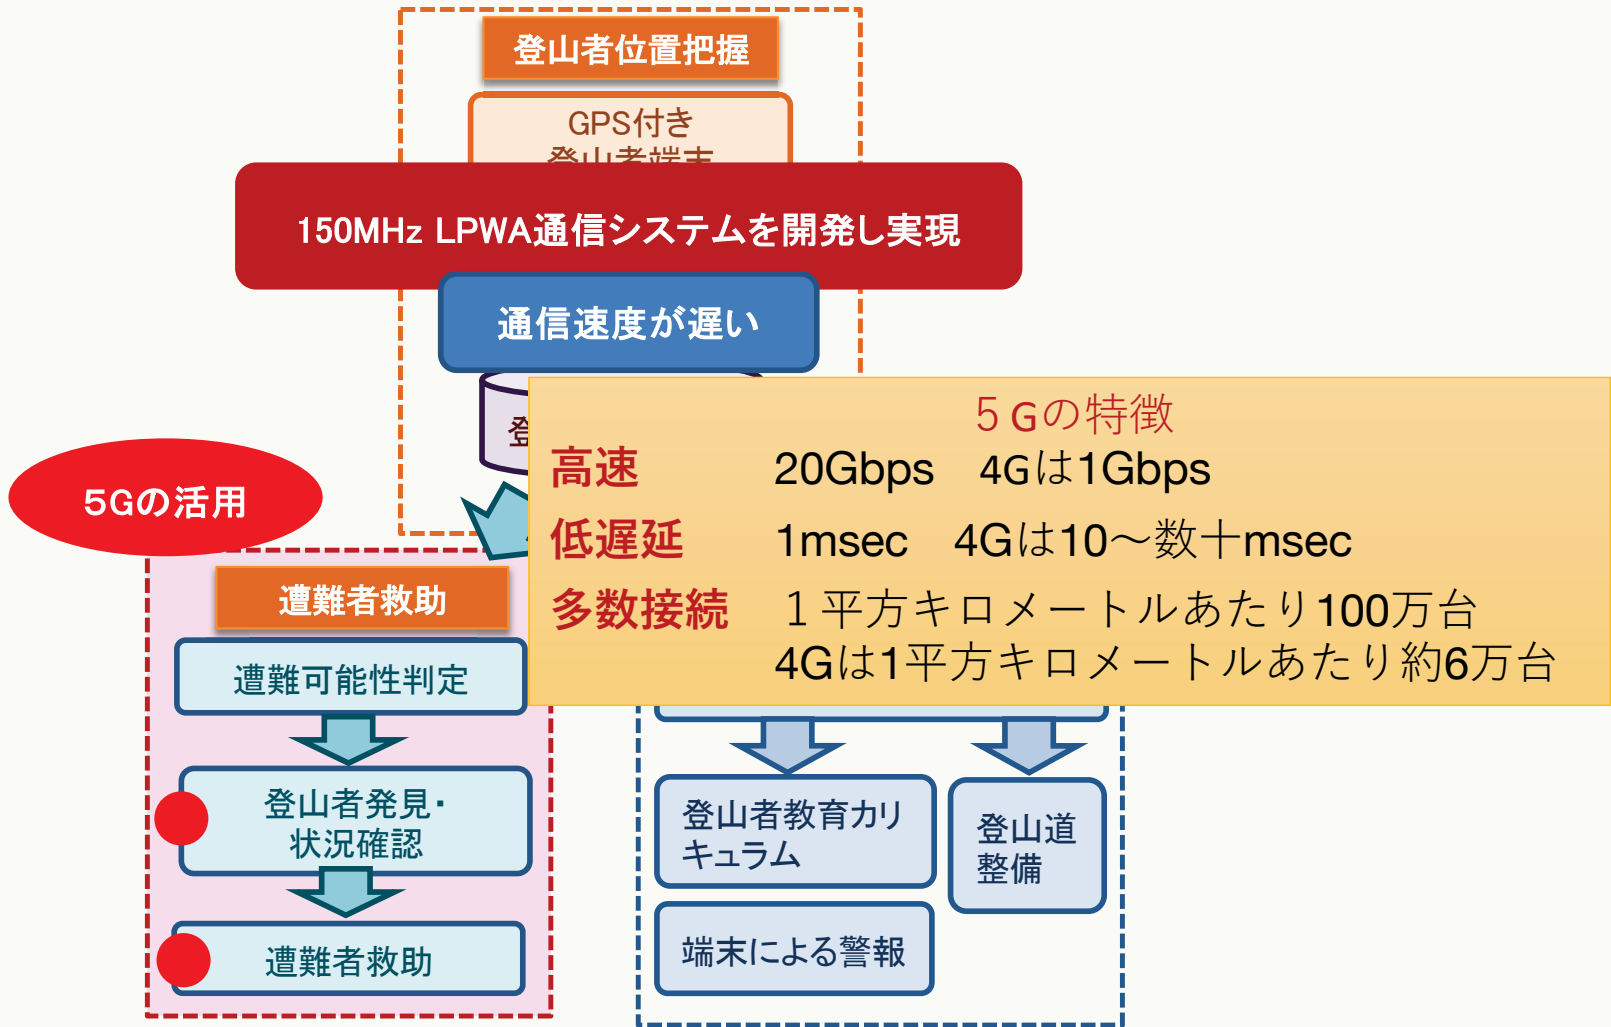 登山者位置把握
GPS付き
登山者端末
150MHz LPWA通信システムを開発し実現
通信速度が遅い
登
5Gの活用
5Gの特徴
高速 20Gbps 4Gは1Gbps
低遅延 1msec 4Gは10～数十msec
多数接続 1平方キロメートルあたり100万台
4Gは1平方キロメートルあたり約6万台
遭難者救助
遭難可能性判定
登山者発見・
状況確認
遭難者救助
登山者教育カリ
キュラム
登山道
整備
端末による警報